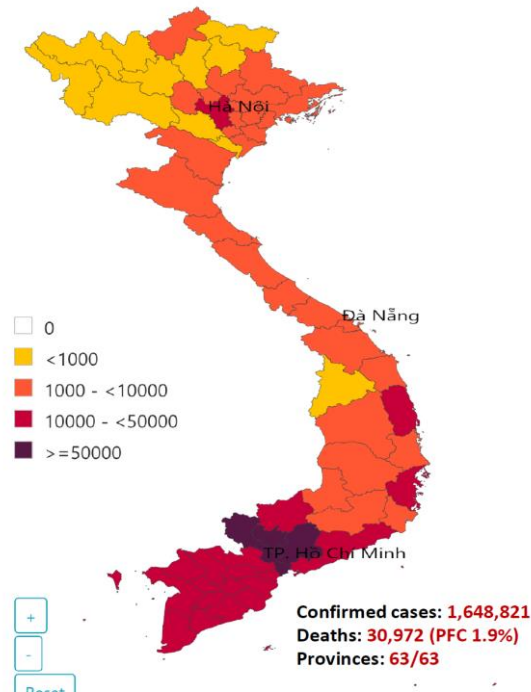 Hà Nội
Đà Nẵng
0
<1000
1000 - <10000
10000 - <50000
>=50000
TP. Hồ Chí Minh
Confirmed cases: 1,648,821
Deaths: 30,972 (PFC 1.9%)
Provinces: 63/63
+
-
Reset